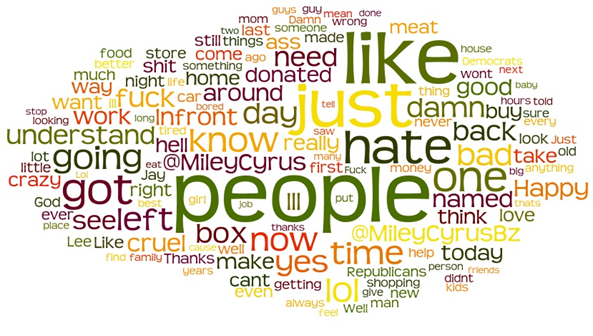 guys guy mean done
mom Damn wrong
two someone
last things made meat
food store still ass need like house
better something come ago Democrats
much shit donated wont next
night life home around just good thing baby
way ill car day damn buy hours told
want fuck bored tell never sure every
stop looking work long Infront know really saw back look Just
understand tired hell hate old
lot going eat @MileyCyrus many first money bad take big anything
little Lol Fuck
crazy got Jay right people lll put one Happy
God best girl job named thats
ever see left box thanks think love
place Lee Like cruel cause well now yes time @MileyCyrusBz today
find family Thanks make help Republicans person friends
years cant getting lol shopping new didnt
even give man kids
always Well
feel